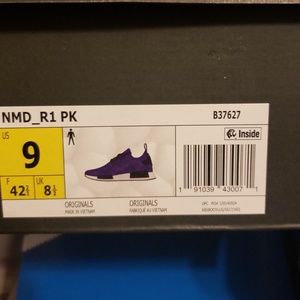 NMD_R1 PK
B37627
US
9
F
42⅔
UK
8½
Inside
1 91039 43007 1
ORIGINALS
MADE IN VIETNAM
ORIGINALS
FABRIQUÉ AU VIETNAM